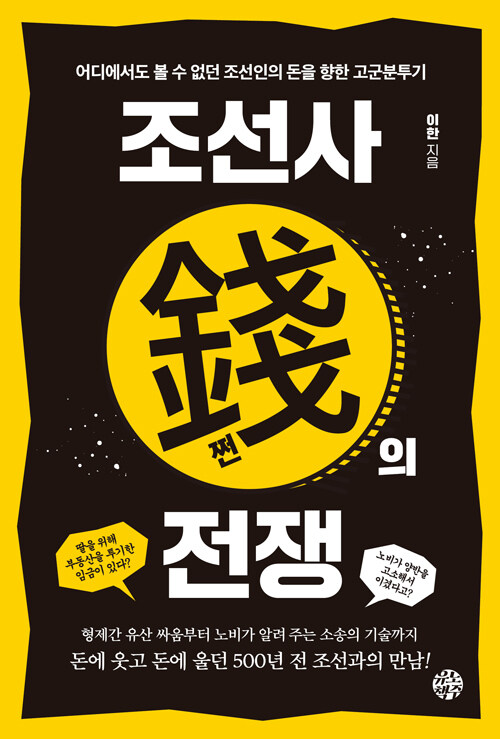 어디에서도 볼 수 없던 조선인의 돈을 향한 고군분투기
조선사
이한 지음
錢
쩐
의
전쟁
딸을 위해
부동산을 투기한
임금이 있다?
노비가 양반을
고소해서
이겼다고?
형제간 유산 싸움부터 노비가 알려 주는 소송의 기술까지
돈에 웃고 돈에 울던 500년 전 조선과의 만남!
유노
책주